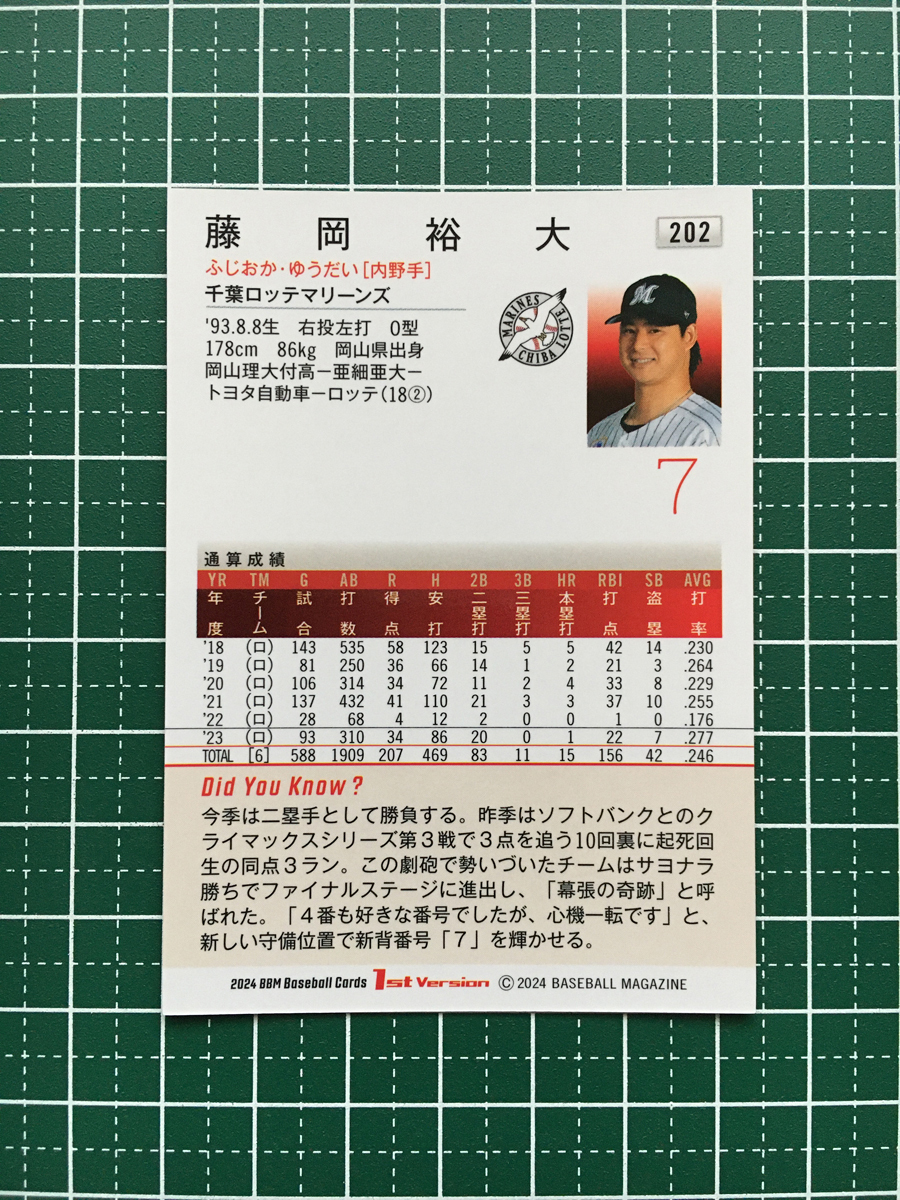 藤岡裕大 202
ふじおか・ゆうだい［内野手］
千葉ロッテマリーンズ
'93.8.8生 右投左打 O型
178cm 86kg 岡山県出身
岡山理大付高ー亜細亜大ー
トヨタ自動車ーロッテ(18②)
MARINES
CHIBA LOTTE
M
7
通算成績
YR TM G AB R H 2B 3B HR RBI SB AVG
年度 チーム 試合 打数 得点 安打 二塁打 三塁打 本塁打 打点 盗塁 打率
'18 (ロ) 143 535 58 123 15 5 5 42 14 .230
'19 (ロ) 81 250 36 66 14 1 2 21 3 .264
'20 (ロ) 106 314 34 72 11 2 4 33 8 .229
'21 (ロ) 137 432 41 110 21 3 3 37 10 .255
'22 (ロ) 28 68 4 12 2 0 0 1 0 .176
'23 (ロ) 93 310 34 86 20 0 1 22 7 .277
TOTAL [6] 588 1909 207 469 83 11 15 156 42 .246
Did You Know?
今季は二塁手として勝負する。昨季はソフトバンクとのク
ライマックスシリーズ第３戦で３点を追う10回裏に起死回
生の同点３ラン。この劇砲で勢いづいたチームはサヨナラ
勝ちでファイナルステージに進出し、「幕張の奇跡」と呼
ばれた。「４番も好きな番号でしたが、心機一転です」と、
新しい守備位置で新背番号「７」を輝かせる。
2024 BBM Baseball Cards 1st Version © 2024 BASEBALL MAGAZINE